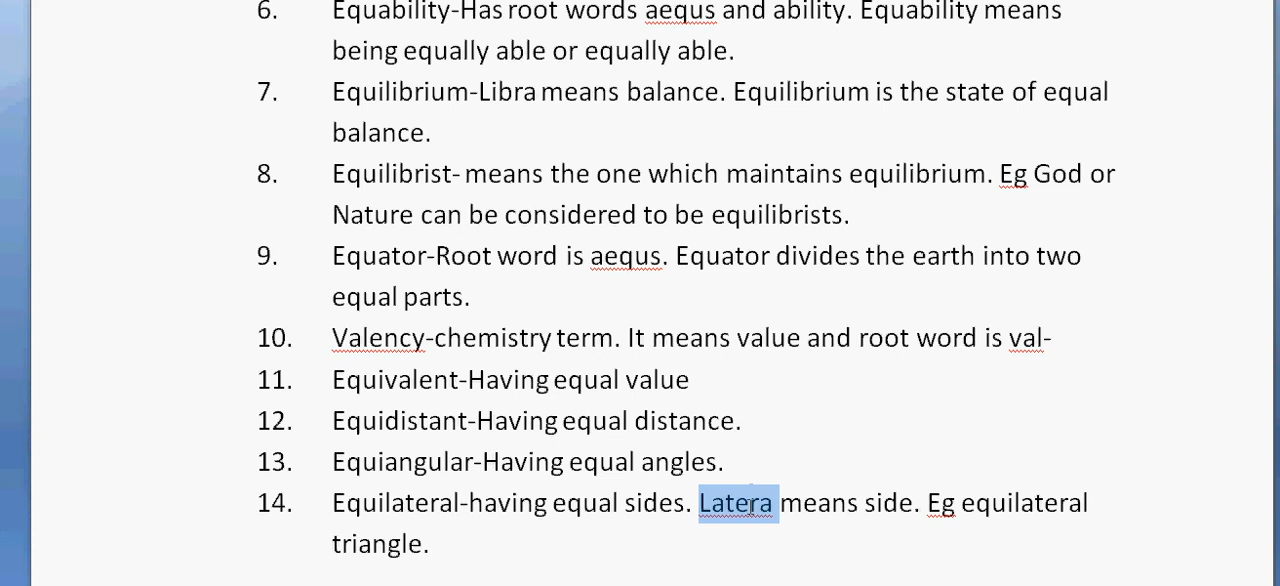 6. Equability-Has root words aequs and ability. Equability means
being equally able or equally able.
7. Equilibrium-Libra means balance. Equilibrium is the state of equal
balance.
8. Equilibrist- means the one which maintains equilibrium. Eg God or
Nature can be considered to be equilibrists.
9. Equator-Root word is aequs. Equator divides the earth into two
equal parts.
10. Valency-chemistry term. It means value and root word is val-
11. Equivalent-Having equal value
12. Equidistant-Having equal distance.
13. Equiangular-Having equal angles.
14. Equilateral-having equal sides. Latera means side. Eg equilateral
triangle.